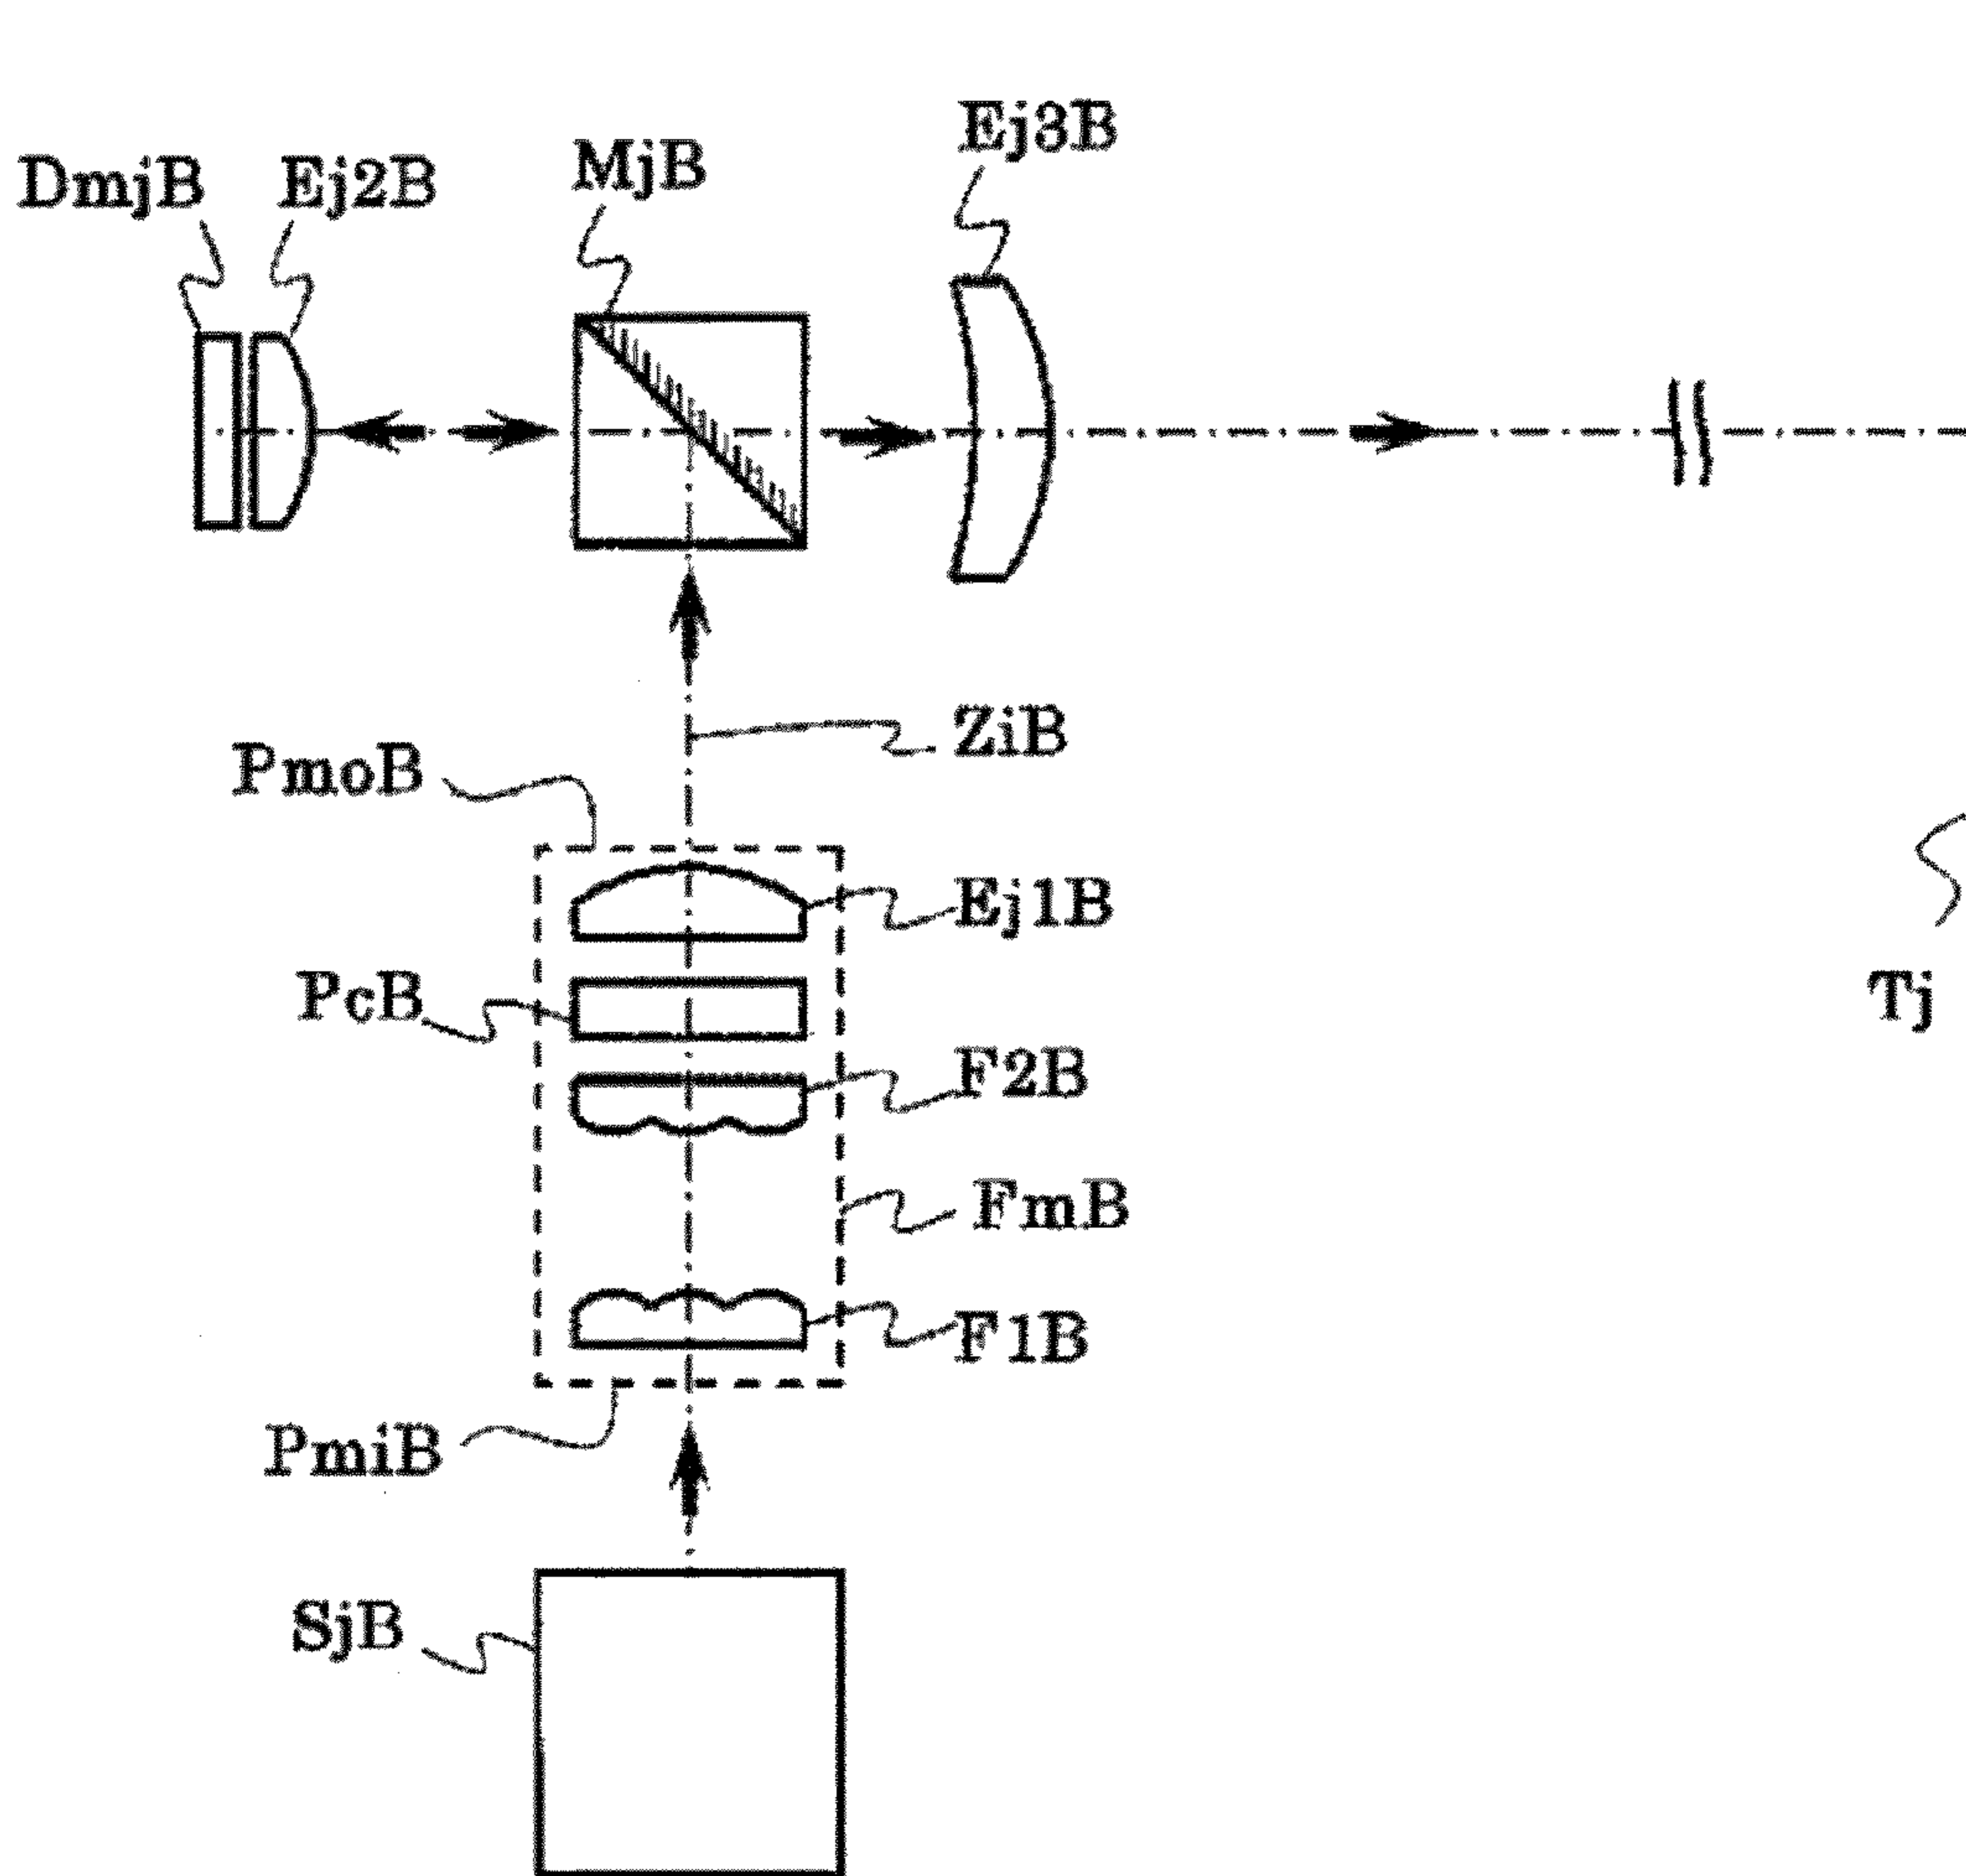 Ej3B
MjB
DmjB
Ej2B
ZiB
PmoB
Ej1B
PcB
Tj
F2B
FmB
F1B
PmiB
SjB